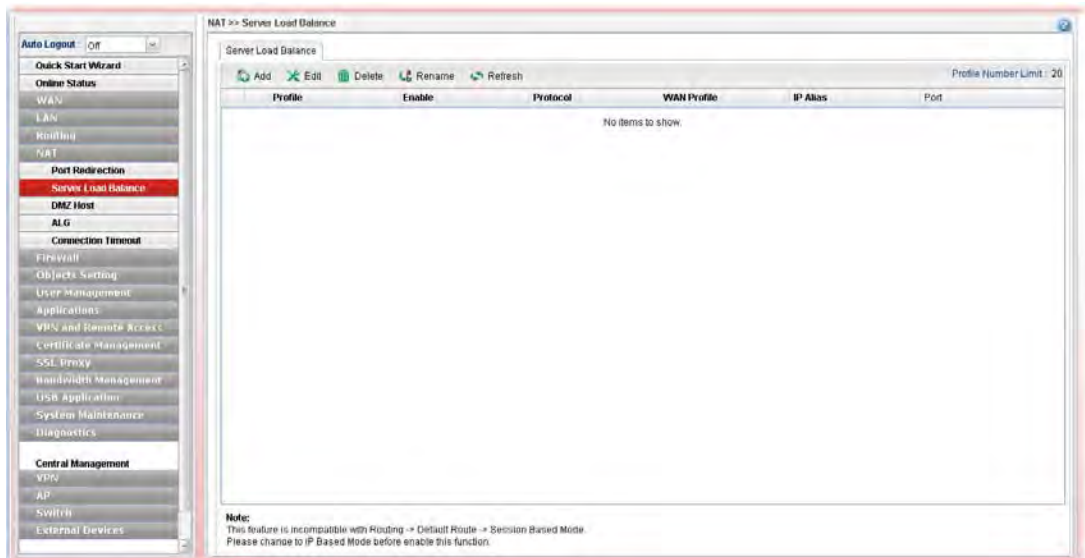 NAT >> Server Load Balance
Auto Logout : Off
Quick Start Wizard
Online Status
WAN
LAN
Routing
NAT
Port Redirection
Server Load Balance
DMZ Host
ALG
Connection Timeout
Firewall
Objects Setting
User Management
Applications
VPN and Remote Access
Certificate Management
SSL Proxy
Bandwidth Management
USB Application
System Maintenance
Diagnostics
Central Management
VPN
AP
Switch
External Devices
Server Load Balance
Add Edit Delete Rename Refresh Profile Number Limit : 20
Profile Enable Protocol WAN Profile IP Alias Port
No items to show.
Note:
This feature is incompatible with Routing -> Default Route -> Session Based Mode.
Please change to IP Based Mode before enable this function.